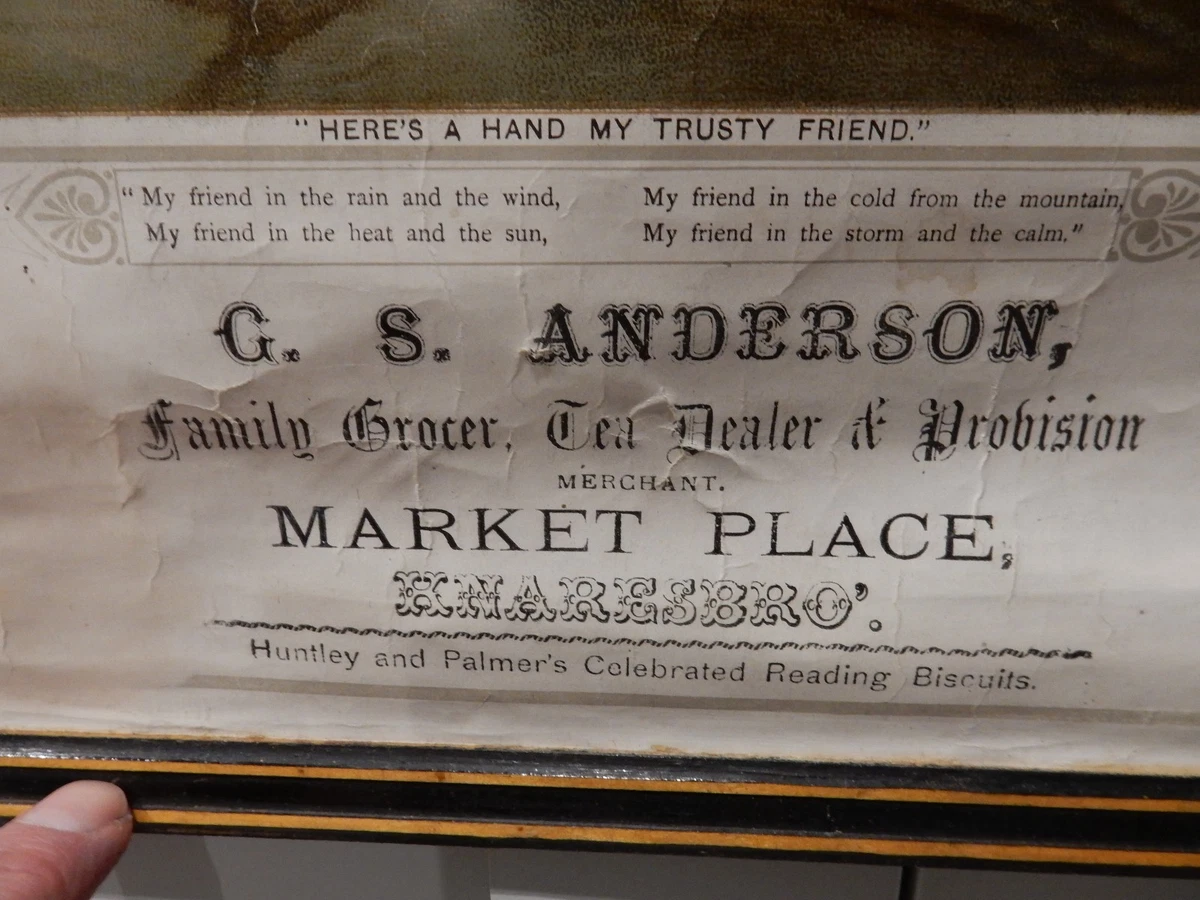 "HERE'S A HAND MY TRUSTY FRIEND."
"My friend in the rain and the wind,
My friend in the heat and the sun,
My friend in the cold from the mountain,
My friend in the storm and the calm."
G. S. ANDERSON,
Family Grocer, Tea Dealer & Provision
MERCHANT.
MARKET PLACE,
KNARESBRO'.
Huntley and Palmer's Celebrated Reading Biscuits.